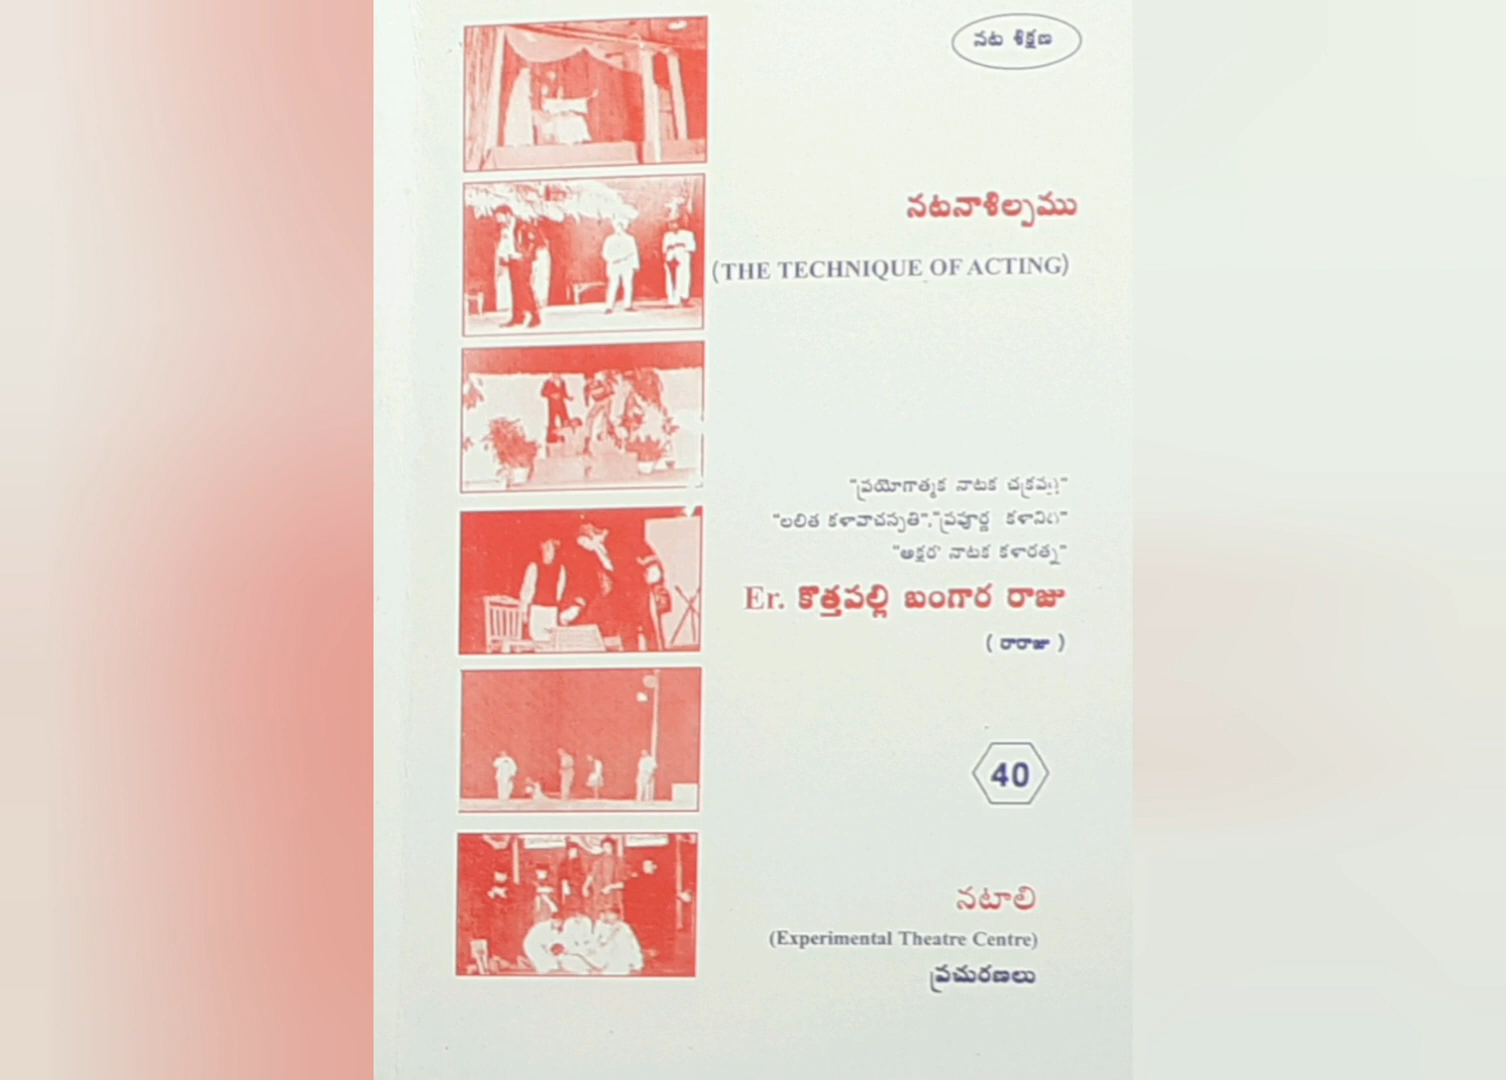 నట శిక్షణ
నటనాశిల్పము
(THE TECHNIQUE OF ACTING)
"ప్రయోగాత్మక నాటక చక్రవర్తి"
"లలిత కళావాచస్పతి","ప్రపూర్ణ కళానిధి"
"అక్షర నాటక కళారత్న"
Er. కొత్తపల్లి బంగార రాజు
( రారాజు )
40
నటాలి
(Experimental Theatre Centre)
ప్రచురణలు